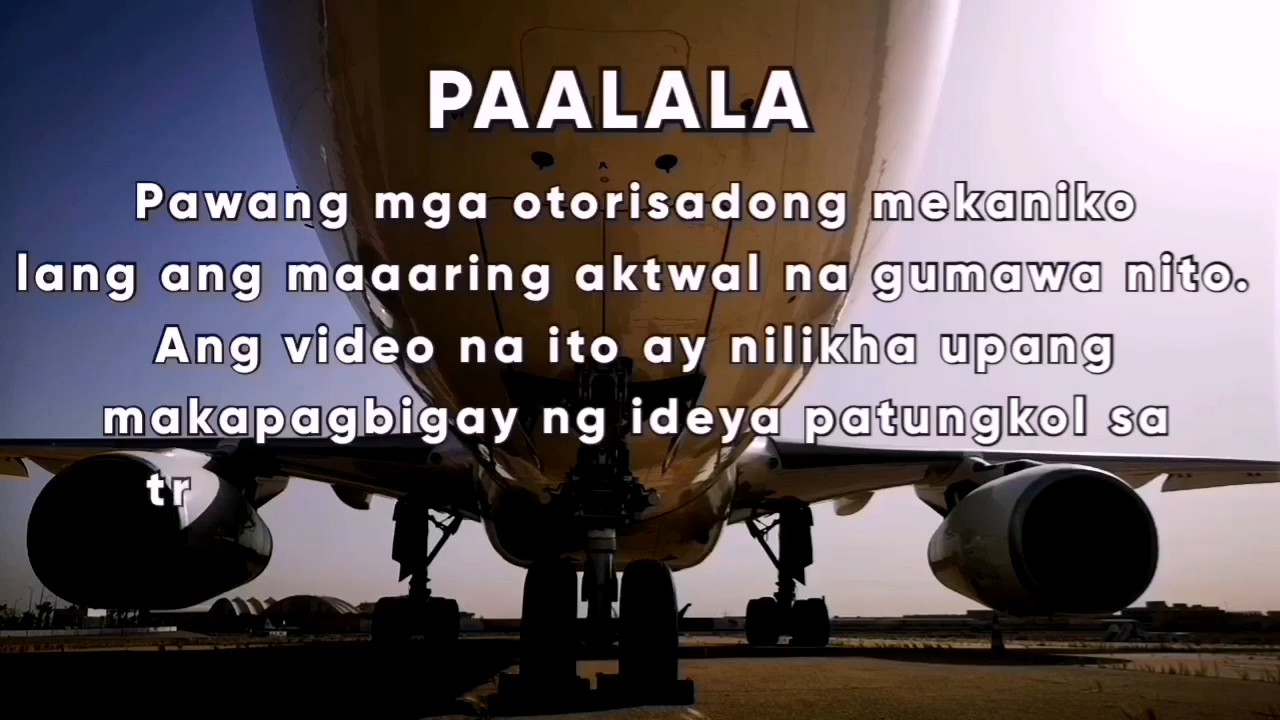 PAALALA
Pawang mga otorisadong mekaniko
lang ang maaaring aktwal na gumawa nito.
Ang video na ito ay nilikha upang
makapagbigay ng ideya patungkol sa
tr